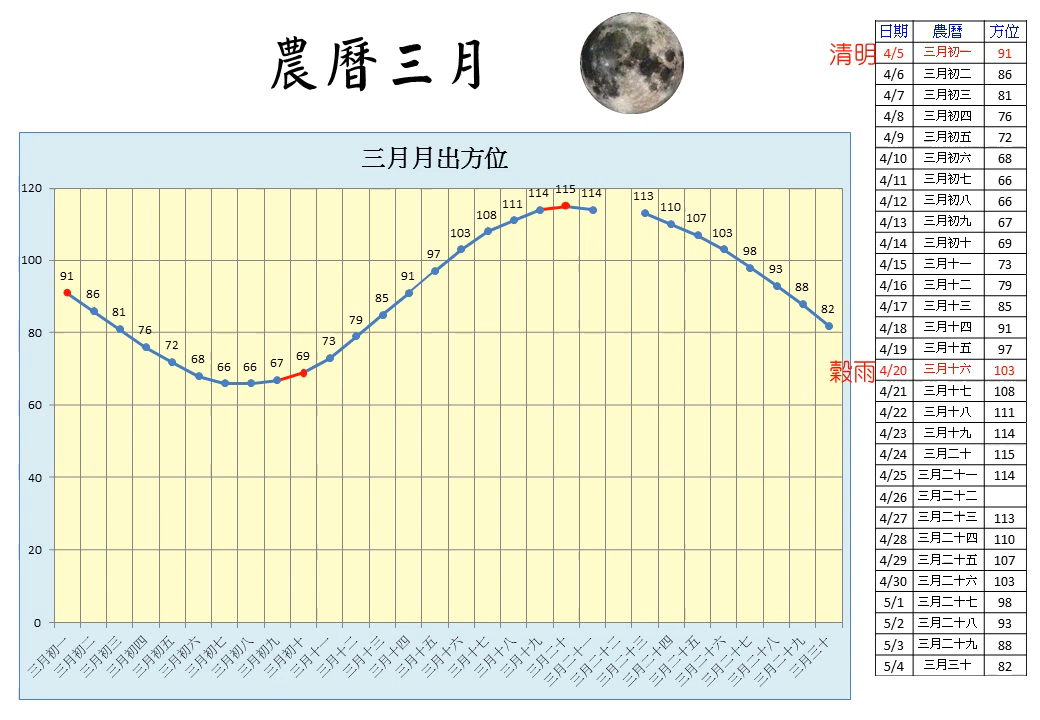 農曆三月
三月月出方位
120
100
80
60
40
20
0
91
86
81
76
72
68
66
66
67
69
73
79
85
91
97
103
108
111
114
115
114
113
110
107
103
98
93
88
82
三月初一
三月初二
三月初三
三月初四
三月初五
三月初六
三月初七
三月初八
三月初九
三月初十
三月十一
三月十二
三月十三
三月十四
三月十五
三月十六
三月十七
三月十八
三月十九
三月二十
三月二十一
三月二十二
三月二十三
三月二十四
三月二十五
三月二十六
三月二十七
三月二十八
三月二十九
三月三十
日期 農曆 方位
清明 4/5 三月初一 91
4/6 三月初二 86
4/7 三月初三 81
4/8 三月初四 76
4/9 三月初五 72
4/10 三月初六 68
4/11 三月初七 66
4/12 三月初八 66
4/13 三月初九 67
4/14 三月初十 69
4/15 三月十一 73
4/16 三月十二 79
4/17 三月十三 85
4/18 三月十四 91
4/19 三月十五 97
穀雨 4/20 三月十六 103
4/21 三月十七 108
4/22 三月十八 111
4/23 三月十九 114
4/24 三月二十 115
4/25 三月二十一 114
4/26 三月二十二
4/27 三月二十三 113
4/28 三月二十四 110
4/29 三月二十五 107
4/30 三月二十六 103
5/1 三月二十七 98
5/2 三月二十八 93
5/3 三月二十九 88
5/4 三月三十 82